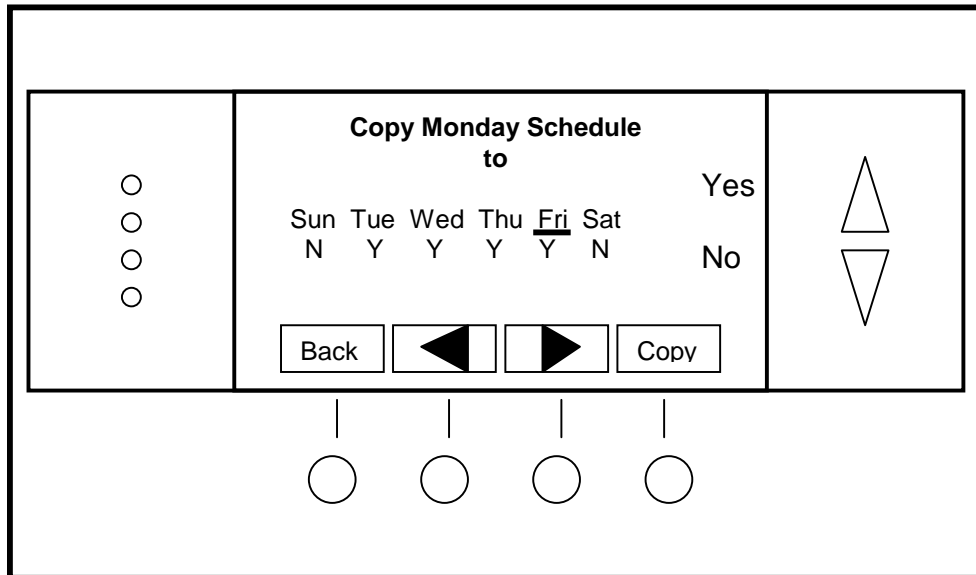 Copy Monday Schedule
to
Yes
Sun Tue Wed Thu Fri Sat
N Y Y Y Y N
No
Back Copy